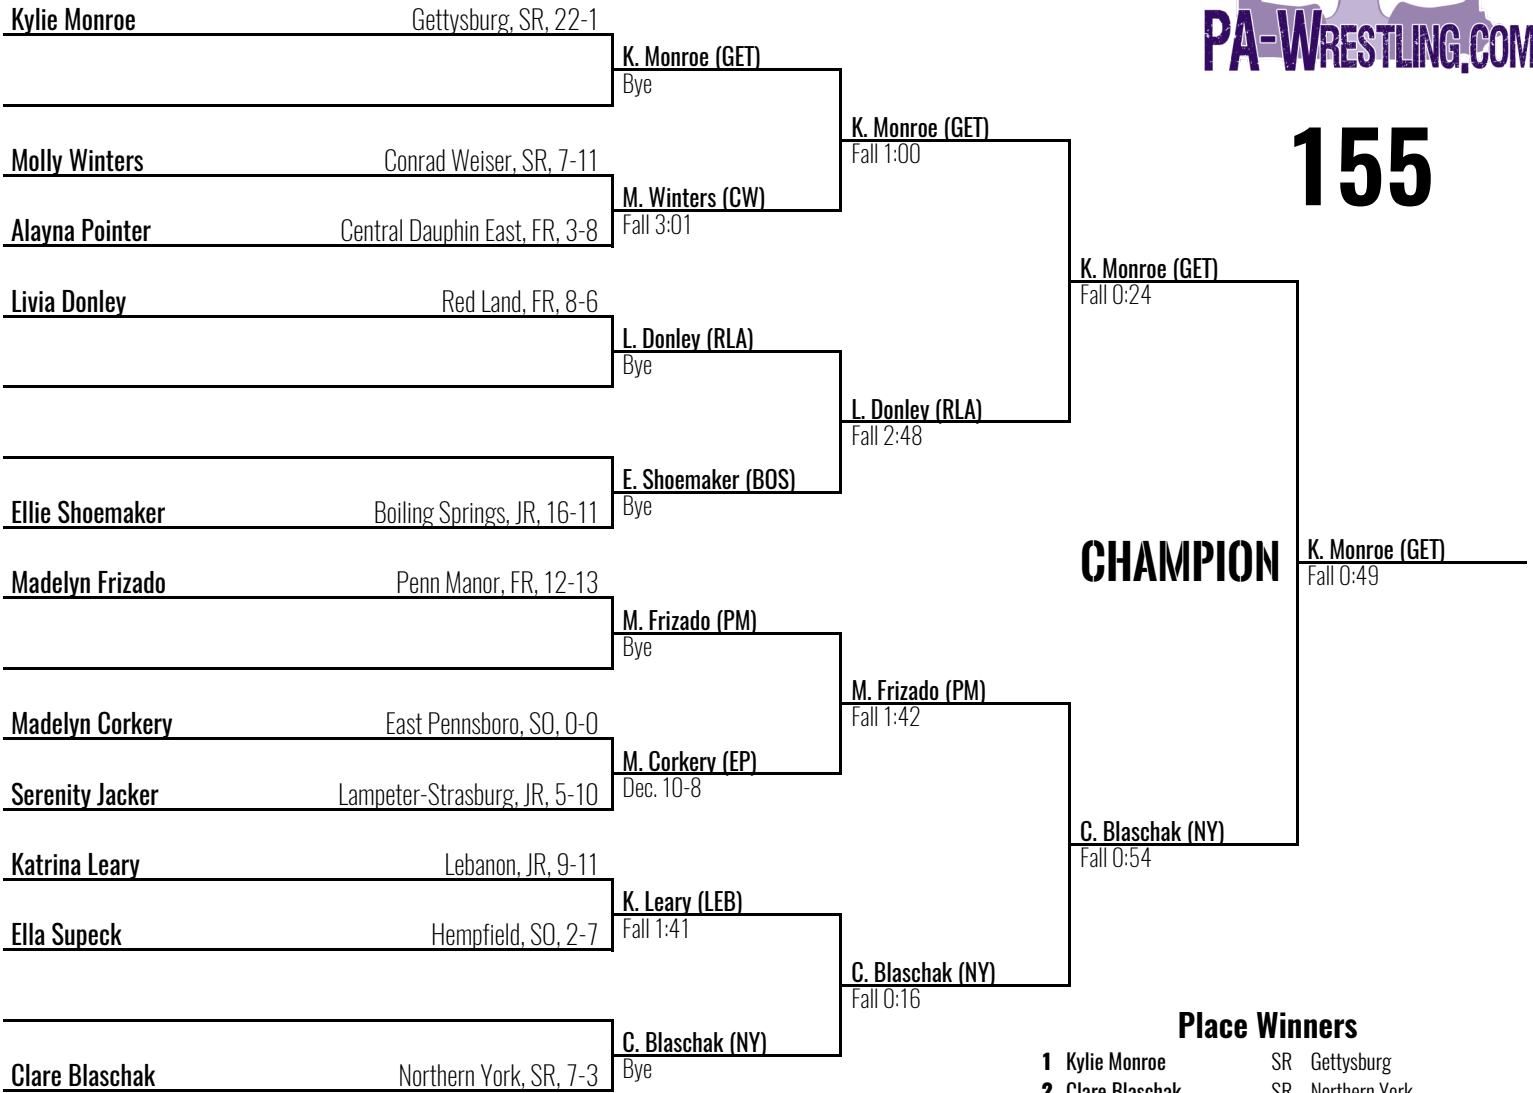 PA-WRESTLING.COM
155
Kylie Monroe Gettysburg, SR, 22-1
K. Monroe (GET)
Bye
Molly Winters Conrad Weiser, SR, 7-11
M. Winters (CW)
Fall 3:01
Alayna Pointer Central Dauphin East, FR, 3-8
K. Monroe (GET)
Fall 1:00
Livia Donley Red Land, FR, 8-6
L. Donley (RLA)
Bye
E. Shoemaker (BOS)
Bye
Ellie Shoemaker Boiling Springs, JR, 16-11
L. Donley (RLA)
Fall 2:48
K. Monroe (GET)
Fall 0:24
Madelyn Frizado Penn Manor, FR, 12-13
M. Frizado (PM)
Bye
Madelyn Corkery East Pennsboro, SO, 0-0
M. Corkery (EP)
Dec. 10-8
Serenity Jacker Lampeter-Strasburg, JR, 5-10
M. Frizado (PM)
Fall 1:42
Katrina Leary Lebanon, JR, 9-11
K. Leary (LEB)
Fall 1:41
Ella Supeck Hempfield, SO, 2-7
C. Blaschak (NY)
Bye
Clare Blaschak Northern York, SR, 7-3
C. Blaschak (NY)
Fall 0:16
C. Blaschak (NY)
Fall 0:54
CHAMPION
K. Monroe (GET)
Fall 0:49
Place Winners
1 Kylie Monroe SR Gettysburg
2 Clare Blaschak SR Northern York